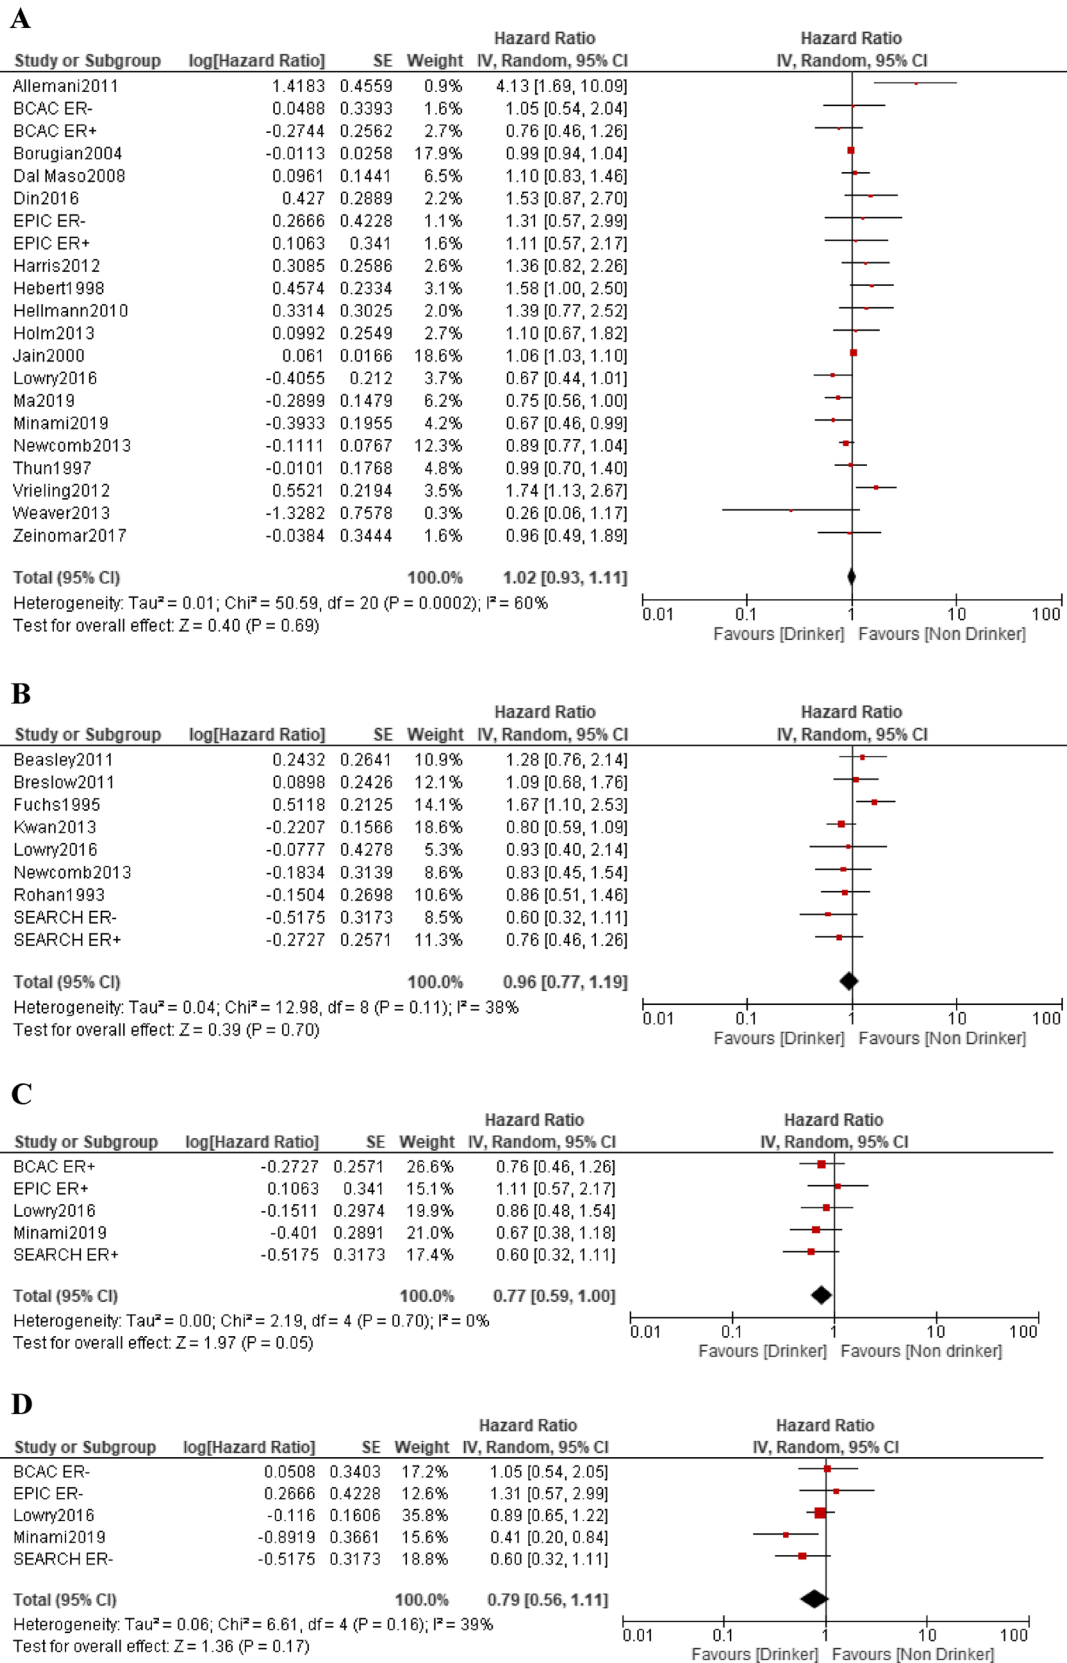 A
Hazard Ratio Hazard Ratio
Study or Subgroup log[Hazard Ratio] SE Weight IV, Random, 95% CI IV, Random, 95% CI
Allemani2011 1.4183 0.4559 0.9% 4.13 [1.69, 10.09]
BCAC ER- 0.0488 0.3393 1.6% 1.05 [0.54, 2.04]
BCAC ER+ -0.2744 0.2562 2.7% 0.76 [0.46, 1.26]
Borugian2004 -0.0113 0.0258 17.9% 0.99 [0.94, 1.04]
Dal Maso2008 0.0961 0.1441 6.5% 1.10 [0.83, 1.46]
Din2016 0.427 0.2889 2.2% 1.53 [0.87, 2.70]
EPIC ER- 0.2666 0.4228 1.1% 1.31 [0.57, 2.99]
EPIC ER+ 0.1063 0.341 1.6% 1.11 [0.57, 2.17]
Harris2012 0.3085 0.2586 2.6% 1.36 [0.82, 2.26]
Hebert1998 0.4574 0.2334 3.1% 1.58 [1.00, 2.50]
Hellmann2010 0.3314 0.3025 2.0% 1.39 [0.77, 2.52]
Holm2013 0.0992 0.2549 2.7% 1.10 [0.67, 1.82]
Jain2000 0.061 0.0166 18.6% 1.06 [1.03, 1.10]
Lowry2016 -0.4055 0.212 3.7% 0.67 [0.44, 1.01]
Ma2019 -0.2899 0.1479 6.2% 0.75 [0.56, 1.00]
Minami2019 -0.3933 0.1955 4.2% 0.67 [0.46, 0.99]
Newcomb2013 -0.1111 0.0767 12.3% 0.89 [0.77, 1.04]
Thun1997 -0.0101 0.1768 4.8% 0.99 [0.70, 1.40]
Vrieling2012 0.5521 0.2194 3.5% 1.74 [1.13, 2.67]
Weaver2013 -1.3282 0.7578 0.3% 0.26 [0.06, 1.17]
Zeinomar2017 -0.0384 0.3444 1.6% 0.96 [0.49, 1.89]
Total (95% CI) 100.0% 1.02 [0.93, 1.11]
Heterogeneity: Tau² = 0.01; Chi² = 50.59, df = 20 (P = 0.0002); I² = 60%
Test for overall effect: Z = 0.40 (P = 0.69)
0.01 0.1 1 10 100
Favours [Drinker] Favours [Non Drinker]
B
Hazard Ratio Hazard Ratio
Study or Subgroup log[Hazard Ratio] SE Weight IV, Random, 95% CI IV, Random, 95% CI
Beasley2011 0.2432 0.2641 10.9% 1.28 [0.76, 2.14]
Breslow2011 0.0898 0.2426 12.1% 1.09 [0.68, 1.76]
Fuchs1995 0.5118 0.2125 14.1% 1.67 [1.10, 2.53]
Kwan2013 -0.2207 0.1566 18.6% 0.80 [0.59, 1.09]
Lowry2016 -0.0777 0.4278 5.3% 0.93 [0.40, 2.14]
Newcomb2013 -0.1834 0.3139 8.6% 0.83 [0.45, 1.54]
Rohan1993 -0.1504 0.2698 10.6% 0.86 [0.51, 1.46]
SEARCH ER- -0.5175 0.3173 8.5% 0.60 [0.32, 1.11]
SEARCH ER+ -0.2727 0.2571 11.3% 0.76 [0.46, 1.26]
Total (95% CI) 100.0% 0.96 [0.77, 1.19]
Heterogeneity: Tau² = 0.04; Chi² = 12.98, df = 8 (P = 0.11); I² = 38%
Test for overall effect: Z = 0.39 (P = 0.70)
0.01 0.1 1 10 100
Favours [Drinker] Favours [Non Drinker]
C
Hazard Ratio Hazard Ratio
Study or Subgroup log[Hazard Ratio] SE Weight IV, Random, 95% CI IV, Random, 95% CI
BCAC ER+ -0.2727 0.2571 26.6% 0.76 [0.46, 1.26]
EPIC ER+ 0.1063 0.341 15.1% 1.11 [0.57, 2.17]
Lowry2016 -0.1511 0.2974 19.9% 0.86 [0.48, 1.54]
Minami2019 -0.401 0.2891 21.0% 0.67 [0.38, 1.18]
SEARCH ER+ -0.5175 0.3173 17.4% 0.60 [0.32, 1.11]
Total (95% CI) 100.0% 0.77 [0.59, 1.00]
Heterogeneity: Tau² = 0.00; Chi² = 2.19, df = 4 (P = 0.70); I² = 0%
Test for overall effect: Z = 1.97 (P = 0.05)
0.01 0.1 1 10 100
Favours [Drinker] Favours [Non drinker]
D
Hazard Ratio Hazard Ratio
Study or Subgroup log[Hazard Ratio] SE Weight IV, Random, 95% CI IV, Random, 95% CI
BCAC ER- 0.0508 0.3403 17.2% 1.05 [0.54, 2.05]
EPIC ER- 0.2666 0.4228 12.6% 1.31 [0.57, 2.99]
Lowry2016 -0.116 0.1606 35.8% 0.89 [0.65, 1.22]
Minami2019 -0.8919 0.3661 15.6% 0.41 [0.20, 0.84]
SEARCH ER- -0.5175 0.3173 18.8% 0.60 [0.32, 1.11]
Total (95% CI) 100.0% 0.79 [0.56, 1.11]
Heterogeneity: Tau² = 0.06; Chi² = 6.61, df = 4 (P = 0.16); I² = 39%
Test for overall effect: Z = 1.36 (P = 0.17)
0.01 0.1 1 10 100
Favours [Drinker] Favours [Non Drinker]